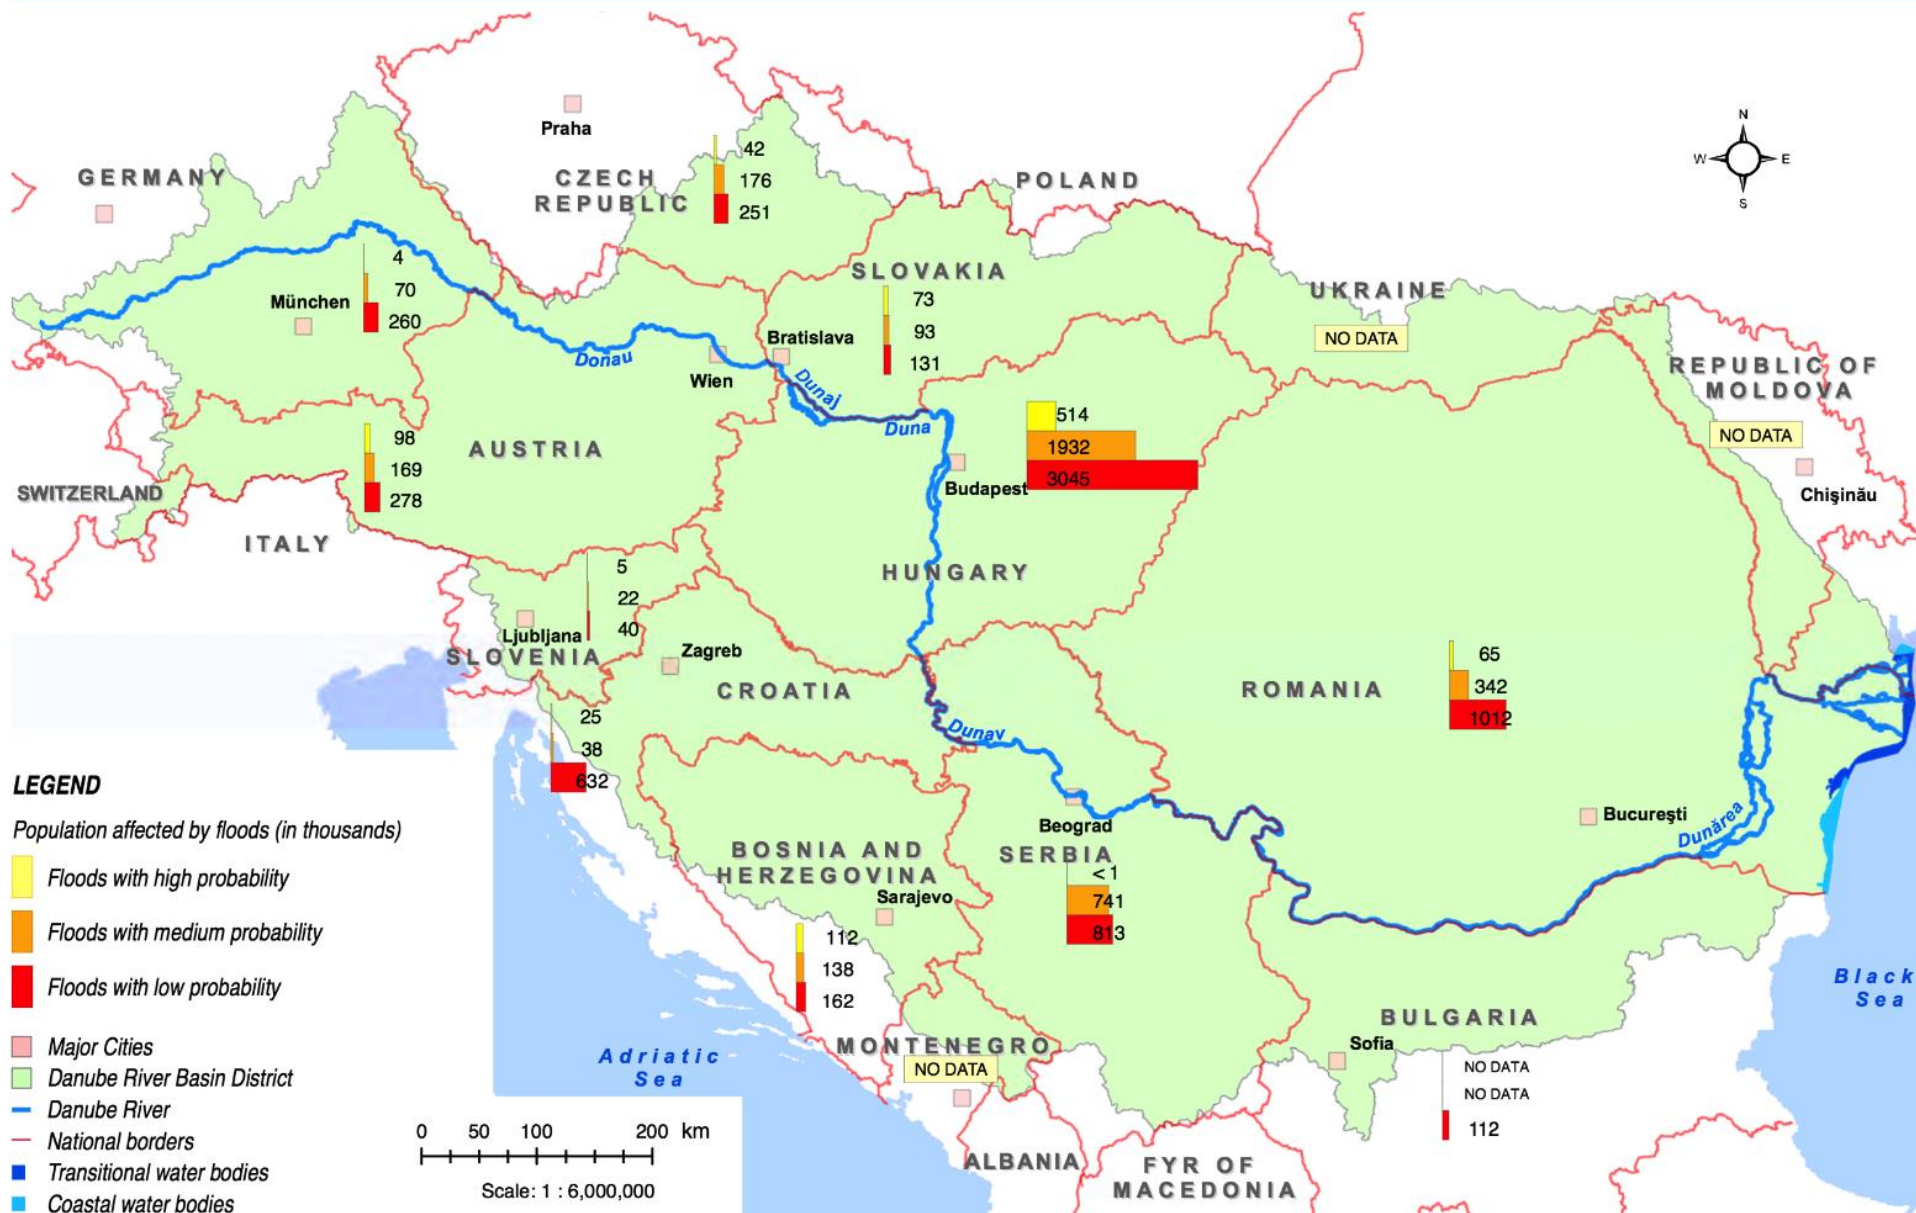 Praha
GERMANY
CZECH
REPUBLIC
42
176
251
POLAND
N
W
E
S
4
70
260
München
SLOVAKIA
73
93
131
Bratislava
UKRAINE
NO DATA
REPUBLIC OF
MOLDOVA
NO DATA
Chişinău
Donau
Wien
Dunaj
Duna
514
1932
3045
Budapest
98
169
278
AUSTRIA
SWITZERLAND
ITALY
HUNGARY
5
22
40
Ljubljana
SLOVENIA
Zagreb
CROATIA
ROMANIA
65
342
1012
25
38
632
Dunav
Beograd
SERBIA
<1
741
813
Bucureşti
Dunărea
BOSNIA AND
HERZEGOVINA
Sarajevo
112
138
162
Black
Sea
BULGARIA
Sofia
NO DATA
NO DATA
112
MONTENEGRO
NO DATA
Adriatic
Sea
ALBANIA
FYR OF
MACEDONIA
LEGEND
Population affected by floods (in thousands)
Floods with high probability
Floods with medium probability
Floods with low probability
Major Cities
Danube River Basin District
Danube River
National borders
Transitional water bodies
Coastal water bodies
0 50 100 200 km
Scale: 1 : 6,000,000